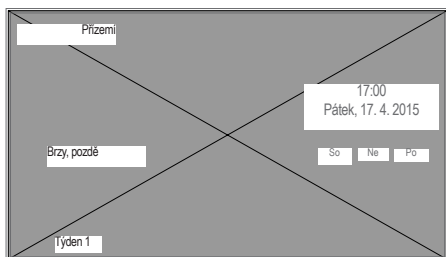 Přízemí
17:00
Pátek, 17. 4. 2015
Brzy, pozdě
So Ne Po
Týden 1